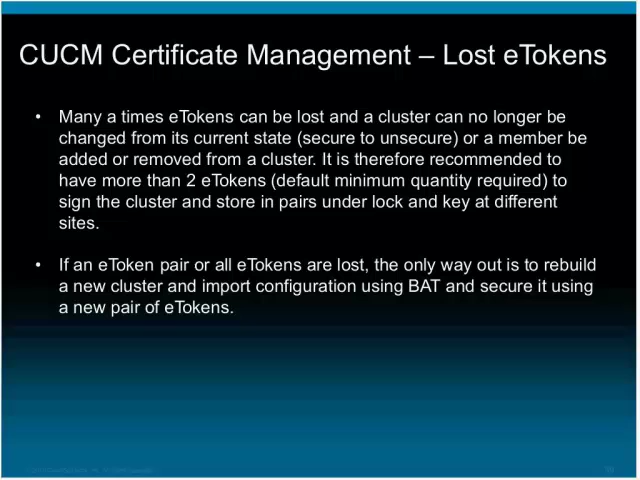 CUCM Certificate Management – Lost eTokens
• Many a times eTokens can be lost and a cluster can no longer be
changed from its current state (secure to unsecure) or a member be
added or removed from a cluster. It is therefore recommended to
have more than 2 eTokens (default minimum quantity required) to
sign the cluster and store in pairs under lock and key at different
sites.
• If an eToken pair or all eTokens are lost, the only way out is to rebuild
a new cluster and import configuration using BAT and secure it using
a new pair of eTokens.